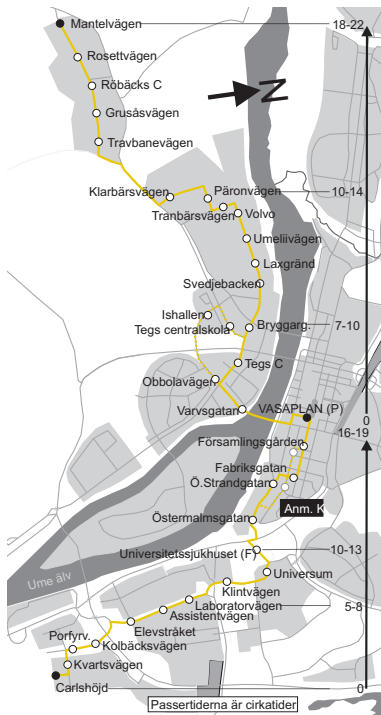 Mantelvägen 18-22
Rosettvägen
Röbäcks C
N
Grusåsvägen
Travbanevägen
Klarbärsvägen
Päronvägen 10-14
Tranbärsvägen
Volvo
Umeliivägen
Laxgränd
Svedjebacken
Ishallen
Tegs centralskola
Bryggarg. 7-10
Tegs C
Obbolavägen
Varvsgatan
VASAPLAN (P) 0
16-19
Församlingsgården
Fabriksgatan
Ö.Strandgatan
Anm. K
Östermalmsgatan
Universitetssjukhuset (F) 10-13
Universum
Ume älv
Klintvägen
Laboratorvägen 5-8
Assistentvägen
Elevstråket
Porfyrv.
Kolbäcksvägen
Kvartsvägen
Carlshöjd 0
Passertiderna är cirkatider